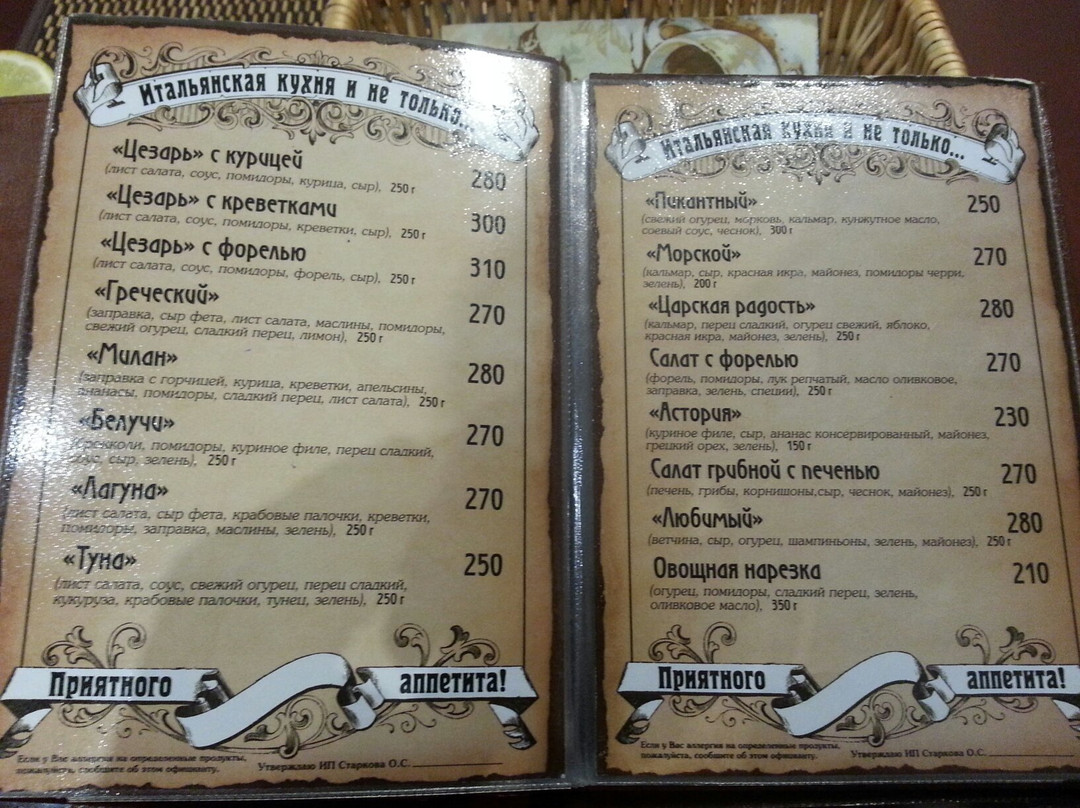 Итальянская кухня и не только...
«Цезарь» с курицей
280
(лист салата, соус, помидоры, курица, сыр), 250 г
«Цезарь» с креветками
300
(лист салата, соус, помидоры, креветки, сыр), 250 г
«Цезарь» с форелью
310
(лист салата, соус, помидоры, форель, сыр), 250 г
«Греческий»
270
(заправка, сыр фета, лист салата, маслины, помидоры,
свежий огурец, сладкий перец, лимон), 250 г
«Милан»
280
(заправка с горчицей, курица, креветки, апельсины,
ананасы, помидоры, сладкий перец, лист салата), 250 г
«Белучи»
270
(брокколи, помидоры, куриное филе, перец сладкий,
соус, сыр, зелень), 250 г
«Лагуна»
270
(лист салата, сыр фета, крабовые палочки, креветки,
помидоры, заправка, маслины, зелень), 250 г
«Туна»
250
(лист салата, соус, свежий огурец, перец сладкий,
кукуруза, крабовые палочки, тунец, зелень), 250 г
Приятного аппетита!
Если у Вас аллергия на определенные продукты,
пожалуйста, сообщите об этом официанту.
Утверждаю ИП Старкова О.С.
Итальянская кухня и не только...
«Пикантный»
250
(свежий огурец, морковь, кальмар, кунжутное масло,
соевый соус, чеснок), 300 г
«Морской»
270
(кальмар, сыр, красная икра, майонез, помидоры черри,
зелень), 200 г
«Царская радость»
280
(кальмар, перец сладкий, огурец свежий, яблоко,
красная икра, майонез, зелень), 250 г
Салат с форелью
270
(форель, помидоры, лук репчатый, масло оливковое,
заправка, зелень, специи), 250 г
«Астория»
230
(куриное филе, сыр, ананас консервированный, майонез,
грецкий орех, зелень), 150 г
Салат грибной с печенью
270
(печень, грибы, корнишоны,сыр, чеснок, майонез), 250 г
«Любимый»
280
(ветчина, сыр, огурец, шампиньоны, зелень, майонез), 250 г
Овощная нарезка
210
(огурец, помидоры, сладкий перец, зелень,
оливковое масло), 350 г
Приятного аппетита!
Если у Вас аллергия на определенные продукты,
пожалуйста, сообщите об этом официанту.
Утверждаю ИП Старкова О.С.